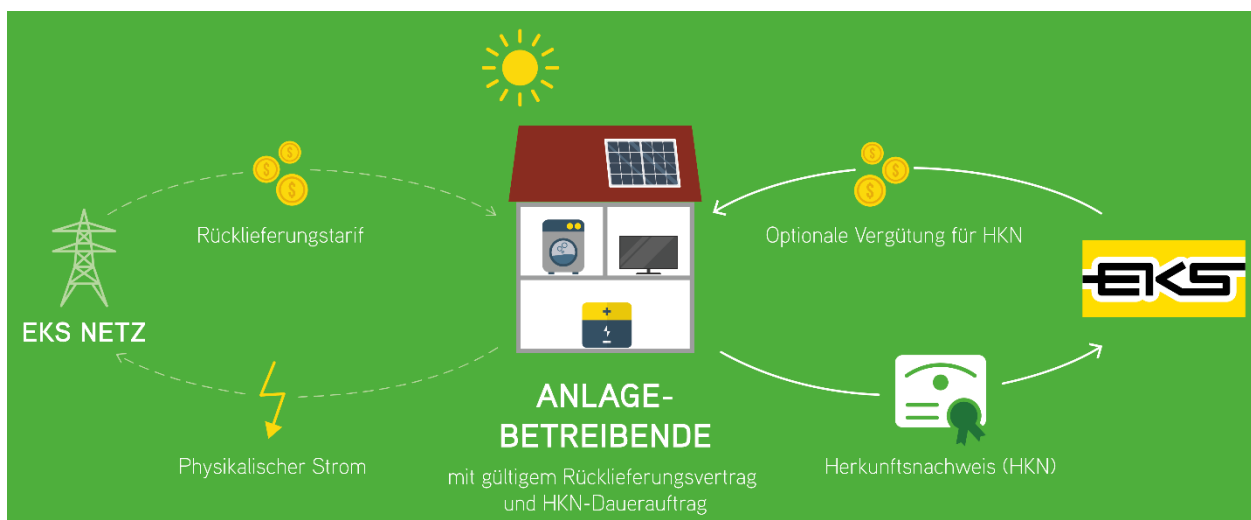 Rücklieferungstarif
Optionale Vergütung für HKN
EKS
EKS NETZ
ANLAGE-
BETREIBENDE
mit gültigem Rücklieferungsvertrag
und HKN-Dauerauftrag
Physikalischer Strom
Herkunftsnachweis (HKN)